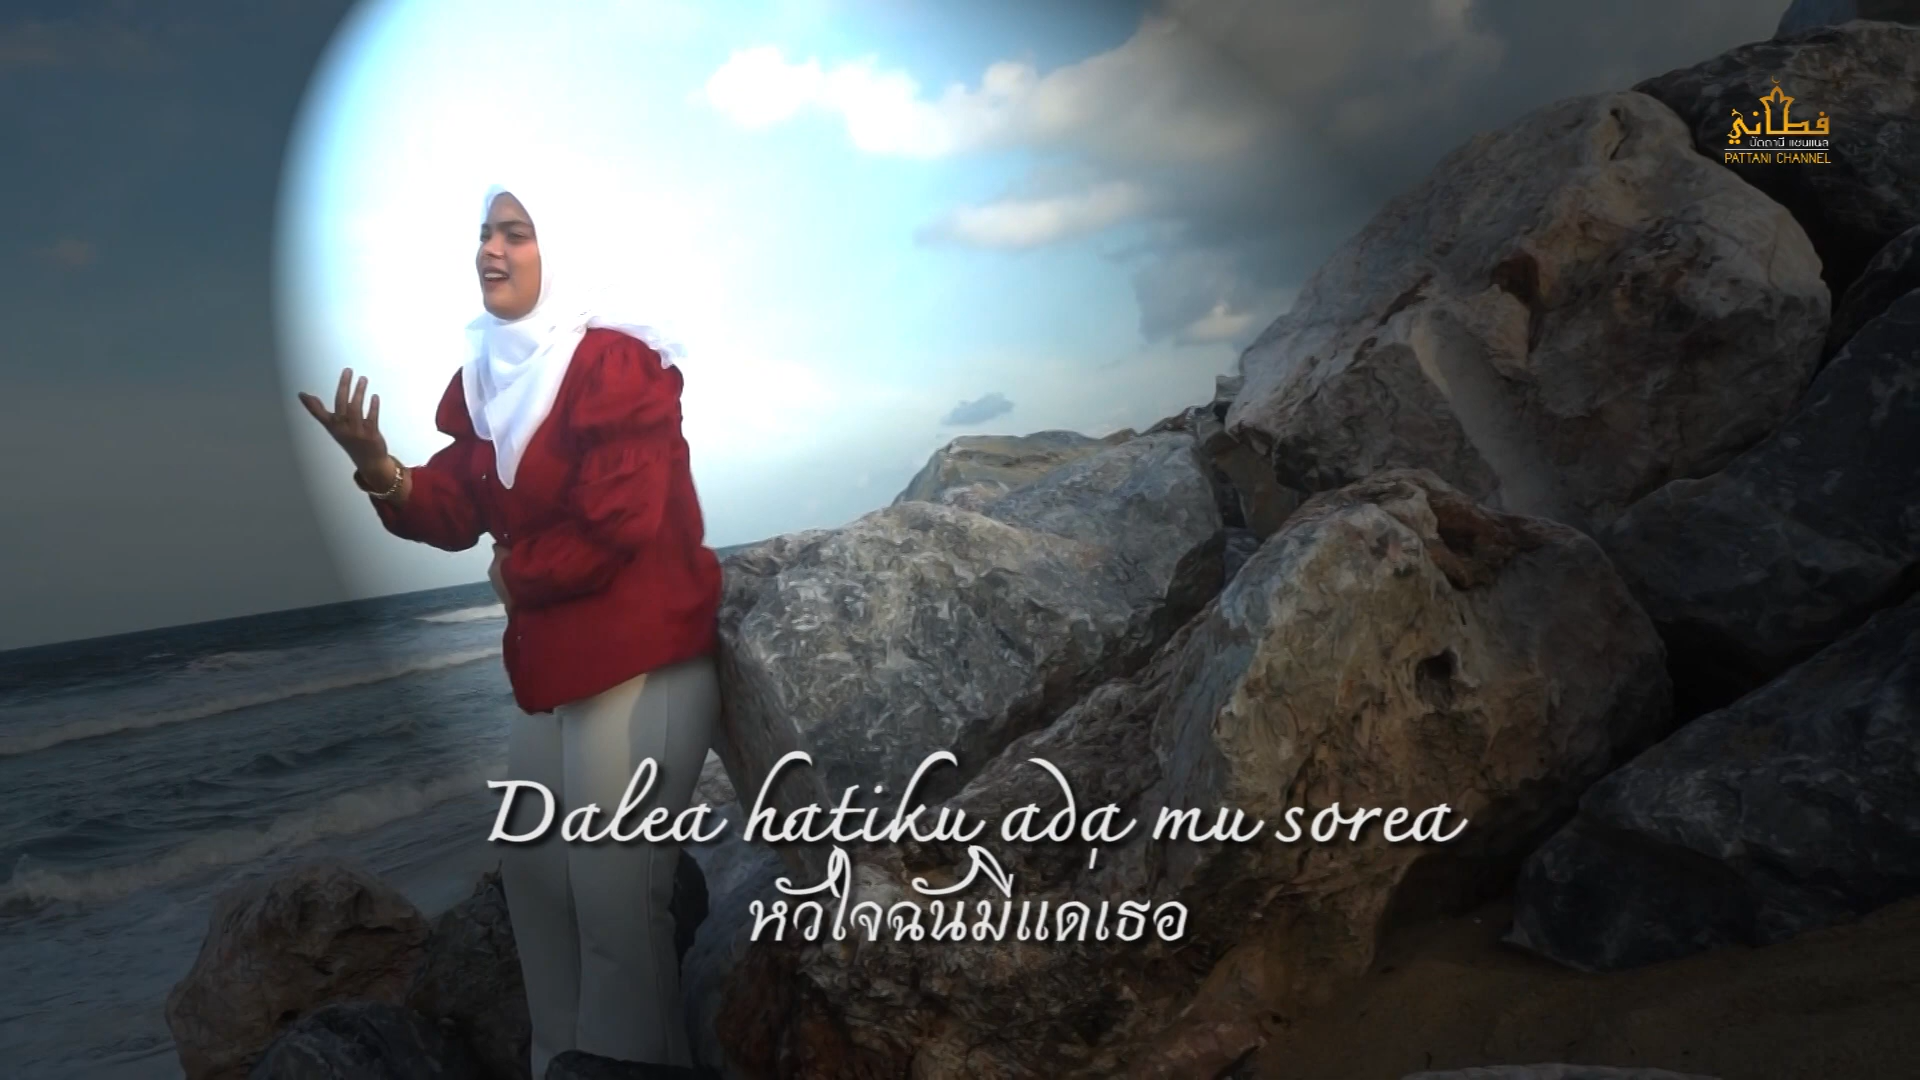 فطاني
ปัตตานี แชนแนล
PATTANI CHANNEL
Dalea hatiku ada mu sorea
หัวใจฉันมีแด่เธอ